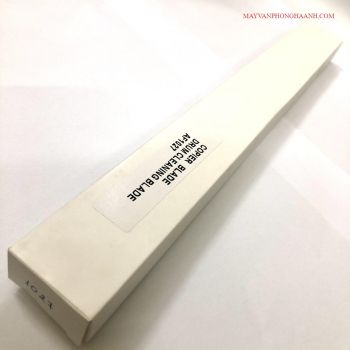 MAYVANPHONGHAANH.COM
COPIER BLADE
DRUM CLEANING BLADE
AF1027
1027